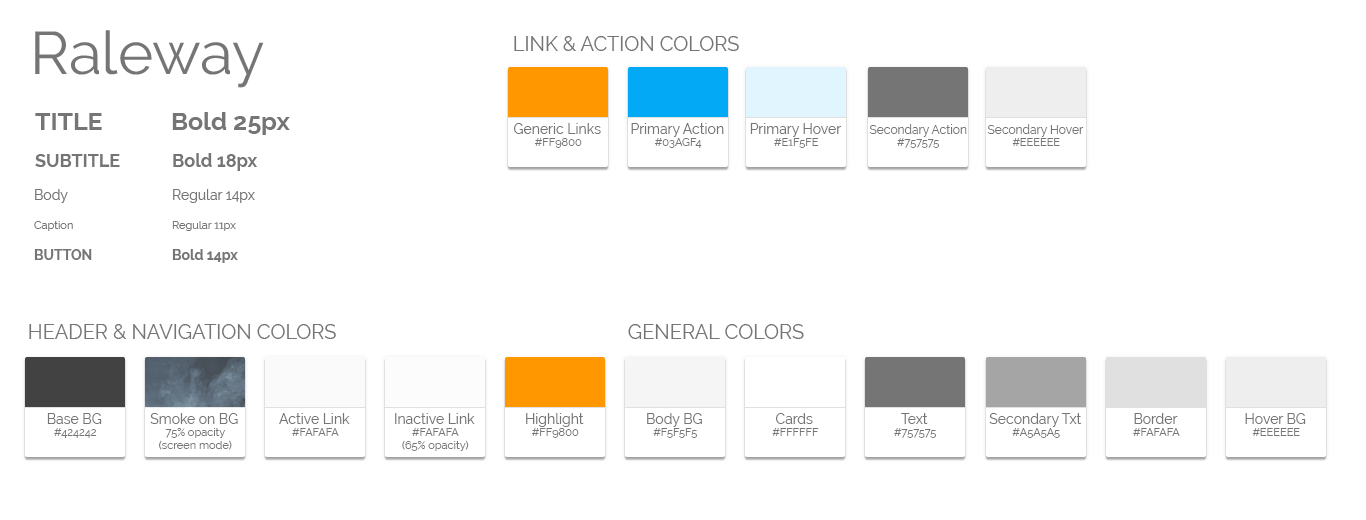 Raleway
TITLE Bold 25px
SUBTITLE Bold 18px
Body Regular 14px
Caption Regular 11px
BUTTON Bold 14px
LINK & ACTION COLORS
Generic Links
#FF9800
Primary Action
#03AGF4
Primary Hover
#E1F5FE
Secondary Action
#757575
Secondary Hover
#EEEEEE
HEADER & NAVIGATION COLORS
Base BG
#424242
Smoke on BG
75% opacity
(screen mode)
Active Link
#FAFAFA
Inactive Link
#FAFAFA
(65% opacity)
Highlight
#FF9800
GENERAL COLORS
Body BG
#F5F5F5
Cards
#FFFFFF
Text
#757575
Secondary Txt
#A5A5A5
Border
#FAFAFA
Hover BG
#EEEEEE